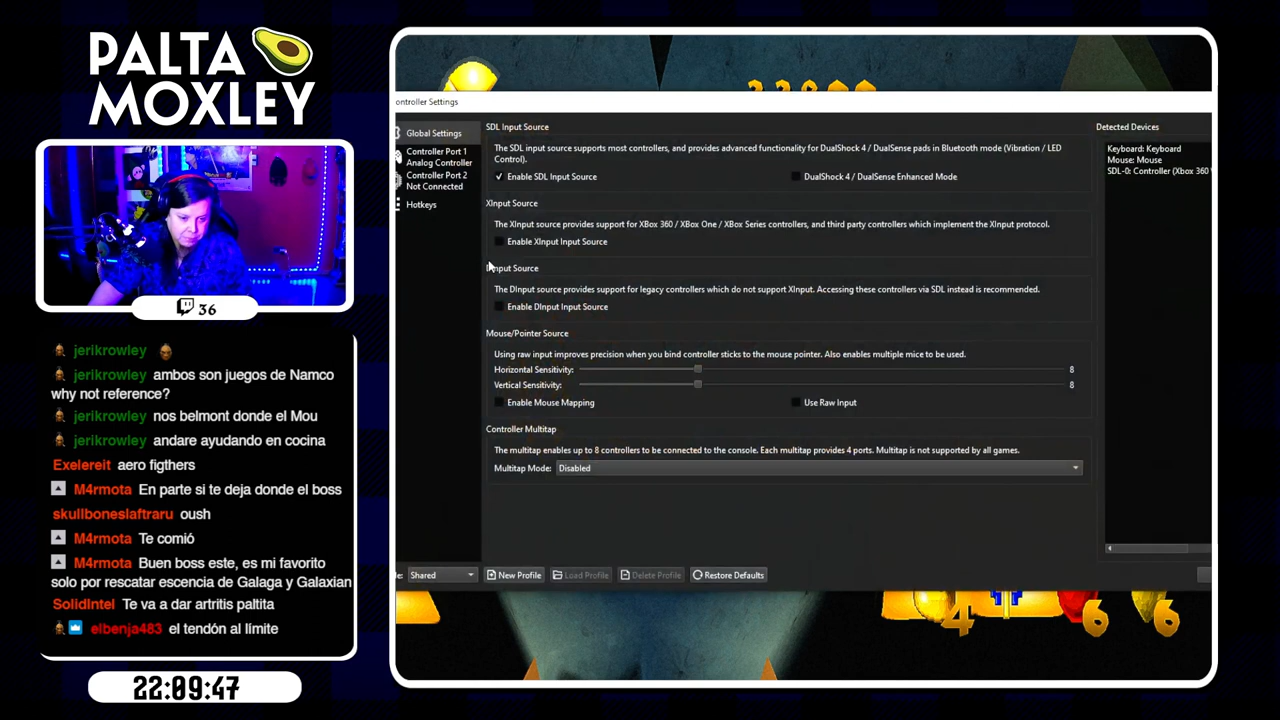 PALTA
MOXLEY
36
jerikrowley
jerikrowley ambos son juegos de Namco
why not reference?
jerikrowley nos belmont donde el Mou
jerikrowley andare ayudando en cocina
Exelereit aero figthers
M4rmota En parte si te deja donde el boss
skullboneslaftraru oush
M4rmota Te comió
M4rmota Buen boss este, es mi favorito
solo por rescatar escencia de Galaga y Galaxian
SolidIntel Te va a dar artritis paltita
elbenja483 el tendón al límite
22:09:47
ontroller Settings
Global Settings
Controller Port 1
Analog Controller
Controller Port 2
Not Connected
Hotkeys
SDL Input Source
The SDL input source supports most controllers, and provides advanced functionality for DualShock 4 / DualSense pads in Bluetooth mode (Vibration / LED
Control).
Enable SDL Input Source
DualShock 4 / DualSense Enhanced Mode
XInput Source
The XInput source provides support for XBox 360 / XBox One / XBox Series controllers, and third party controllers which implement the XInput protocol.
Enable XInput Input Source
DInput Source
The DInput source provides support for legacy controllers which do not support XInput. Accessing these controllers via SDL instead is recommended.
Enable DInput Input Source
Mouse/Pointer Source
Using raw input improves precision when you bind controller sticks to the mouse pointer. Also enables multiple mice to be used.
Horizontal Sensitivity: 8
Vertical Sensitivity: 8
Enable Mouse Mapping
Use Raw Input
Controller Multitap
The multitap enables up to 8 controllers to be connected to the console. Each multitap provides 4 ports. Multitap is not supported by all games.
Multitap Mode: Disabled
Detected Devices
Keyboard: Keyboard
Mouse: Mouse
SDL-0: Controller (Xbox 360
Shared
New Profile
Load Profile
Delete Profile
Restore Defaults
4
6
6